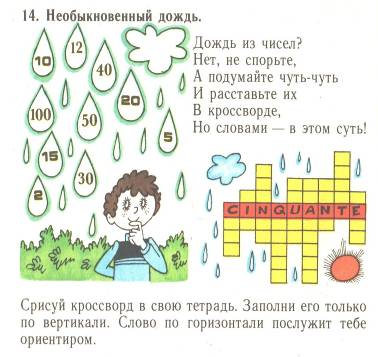 14. Необыкновенный дождь.
Дождь из чисел?
Нет, не спорьте,
А подумайте чуть-чуть
И расставьте их
В кроссворде,
Но словами — в этом суть!
10
12
40
20
100
50
5
15
30
2
CINQUANTE
Срисуй кроссворд в свою тетрадь. Заполни его только
по вертикали. Слово по горизонтали послужит тебе
ориентиром.